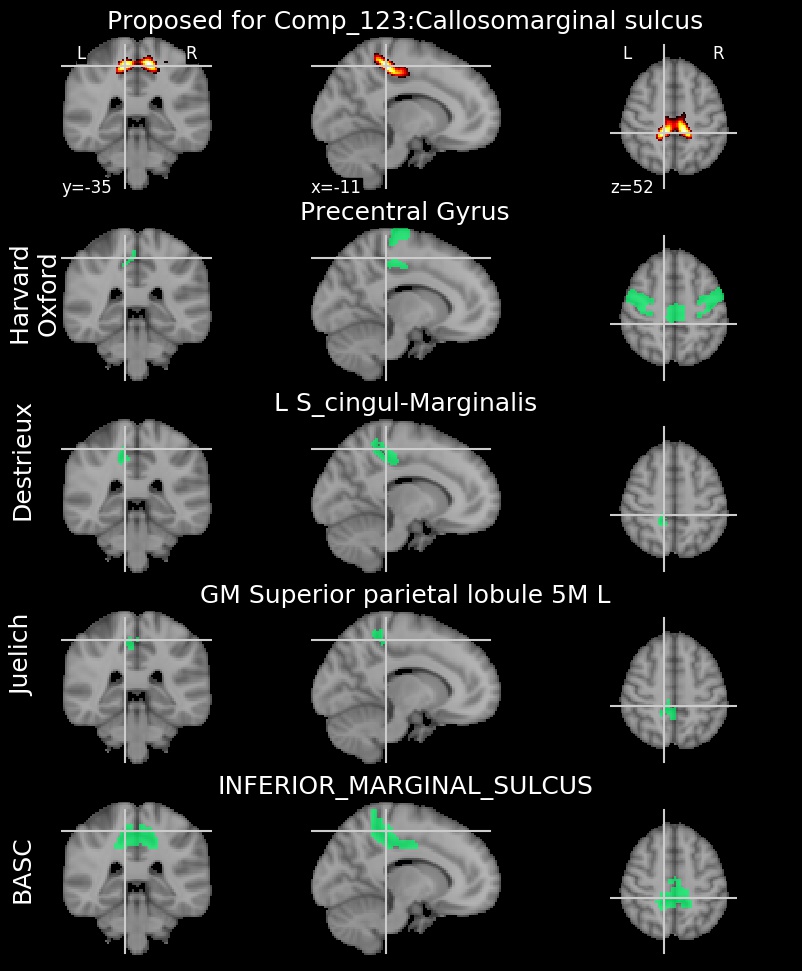 Proposed for Comp_123:Callosomarginal sulcus
L R
L R
y=-35
x=-11
z=52
Precentral Gyrus
Harvard
Oxford
L S_cingul-Marginalis
Destrieux
GM Superior parietal lobule 5M L
Juelich
INFERIOR_MARGINAL_SULCUS
BASC